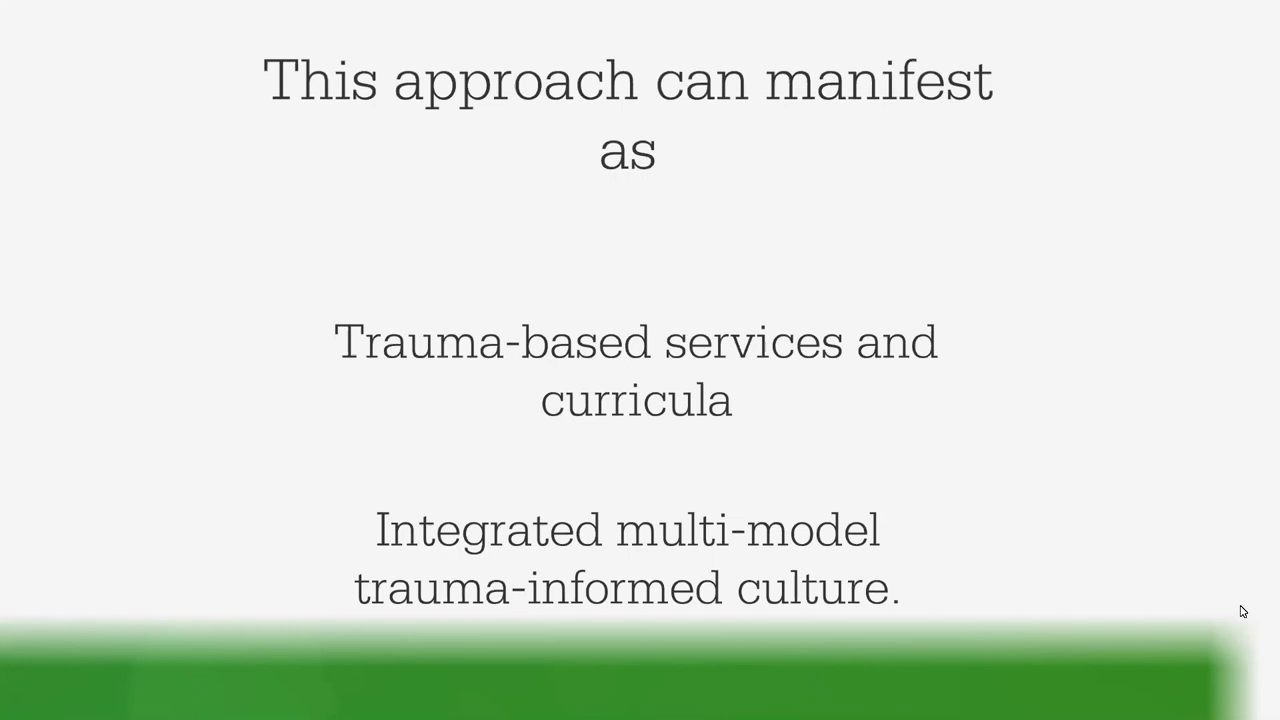 This approach can manifest
as
Trauma-based services and
curricula
Integrated multi-model
trauma-informed culture.